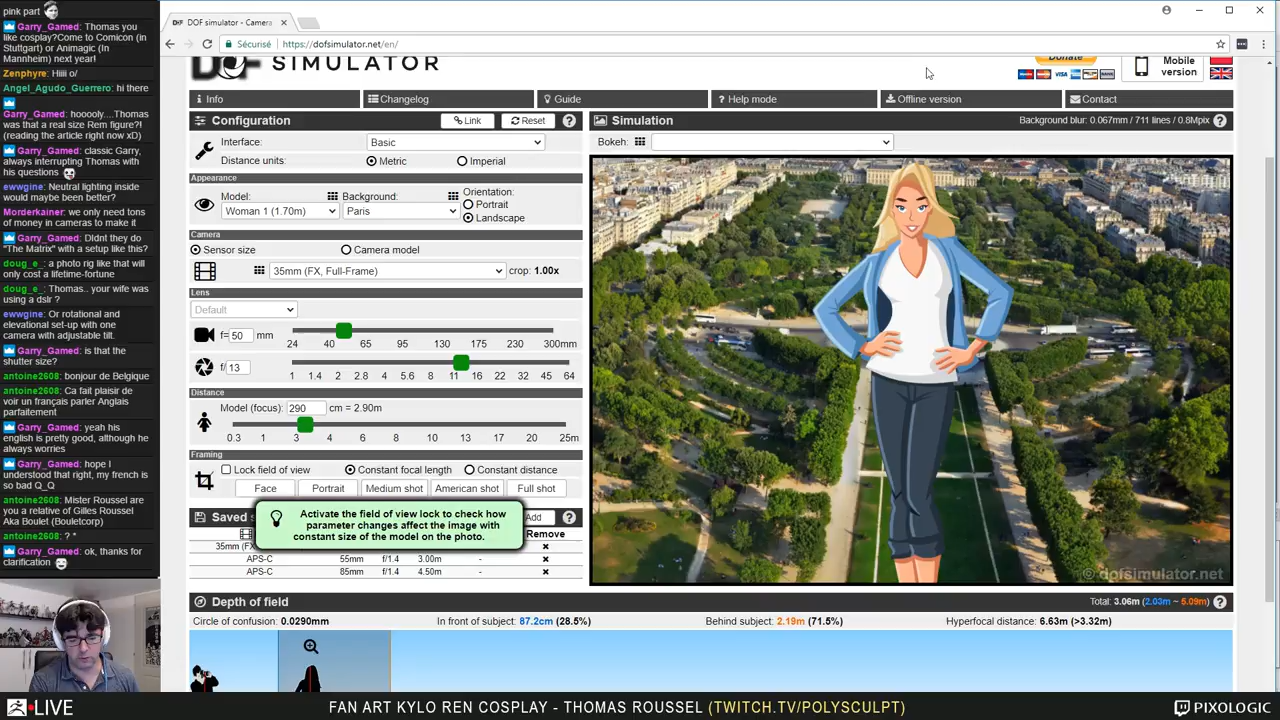 pink part
Garry_Gamed: Thomas you
like cosplay?Come to Comicon (in
Stuttgart) or Animagic (In
Mannheim) next year!
Zenphyre: Hiiii o/
Angel_Agudo_Guerrero: hi there
Garry_Gamed: hooooly....Thomas
was that a real size Rem figure?!
(reading the article right now xD)
Garry_Gamed: classic Garry,
always interrupting Thomas with
his questions
ewwgine: Neutral lighting inside
would maybe been better?
Morderkainer: we only need tons
of money in cameras to make it
Garry_Gamed: DIdnt they do
"The Matrix" with a setup like this?
doug_e_: a photo rig like that will
only cost a lifetime-fortune
doug_e_: Thomas.. your wife was
using a dslr ?
ewwgine: Or rotational and
elevational set-up with one
camera with adjustable tilt.
Garry_Gamed: is that the
shutter size?
antoine2608: bonjour de Belgique
antoine2608: Ca fait plaisir de
voir un français parler Anglais
parfaitement
Garry_Gamed: yeah his
english is pretty good, although he
always worries
Garry_Gamed: hope I
understood that right, my french is
so bad Q_Q
antoine2608: Mister Roussel are
you a relative of Gilles Roussel
Aka Boulet (Bouletcorp)
antoine2608: ? *
Garry_Gamed: ok, thanks for
clarification
DOF simulator - Camera
Sécurisé https://dofsimulator.net/en/
DOF SIMULATOR
Donate
Mobile
version
Info Changelog Guide Help mode Offline version Contact
Configuration Link Reset
Interface: Basic
Distance units: Metric Imperial
Appearance
Model: Background: Orientation:
Woman 1 (1.70m) Paris Portrait
Landscape
Camera
Sensor size Camera model
35mm (FX, Full-Frame) crop: 1.00x
Lens
Default
f= 50 mm
24 40 65 95 130 175 230 300mm
f/ 13
1 1.4 2 2.8 4 5.6 8 11 16 22 32 45 64
Distance
Model (focus): 290 cm = 2.90m
0.3 1 3 4 6 8 10 13 17 20 25m
Framing
Lock field of view Constant focal length Constant distance
Face Portrait Medium shot American shot Full shot
Saved s Add
Activate the field of view lock to check how
parameter changes affect the image with
constant size of the model on the photo.
Remove
35mm (FX
APS-C 55mm f/1.4 3.00m -
APS-C 85mm f/1.4 4.50m -
Simulation Background blur: 0.067mm / 711 lines / 0.8Mpix
Bokeh:
© dofsimulator.net
Depth of field Total: 3.06m (2.03m ~ 5.09m)
Circle of confusion: 0.0290mm In front of subject: 87.2cm (28.5%) Behind subject: 2.19m (71.5%) Hyperfocal distance: 6.63m (>3.32m)
LIVE FAN ART KYLO REN COSPLAY - THOMAS ROUSSEL (TWITCH.TV/POLYSCULPT) PIXOLOGIC